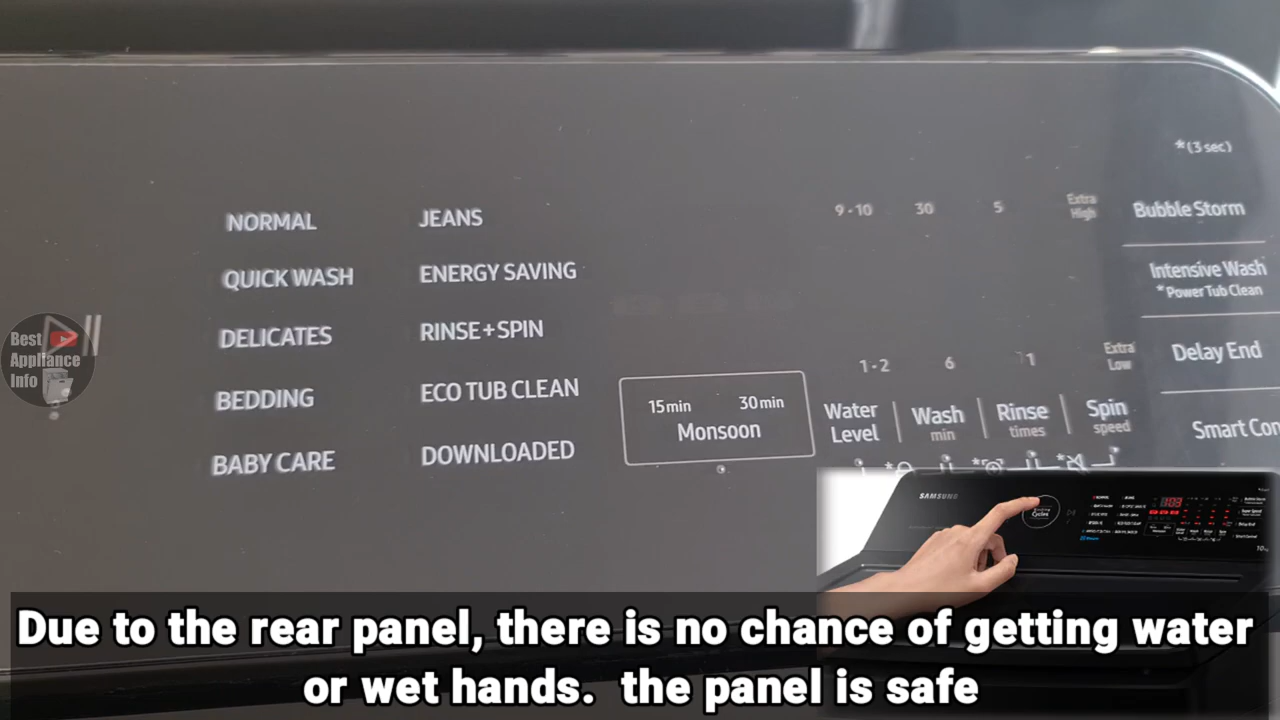 *(3 sec)
NORMAL
JEANS
9-10
30
5
Extra
High
Bubble Storm
QUICK WASH
ENERGY SAVING
Intensive Wash
*Power Tub Clean
DELICATES
RINSE+SPIN
Best
Appliance
Info
1-2
6
1
Extra
Low
Delay End
BEDDING
ECO TUB CLEAN
15min
30min
Monsoon
Water
Level
Wash
min
Rinse
times
Spin
speed
Smart Con
BABY CARE
DOWNLOADED
SAMSUNG
Cycles
Due to the rear panel, there is no chance of getting water
or wet hands.  the panel is safe